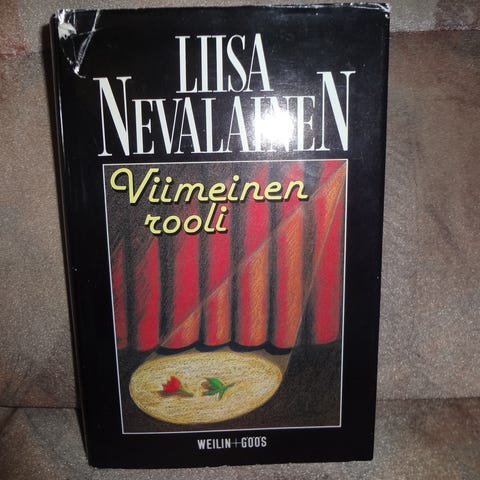 LIISA
NEVALAINEN
Viimeinen
rooli
WEILIN+GÖÖS